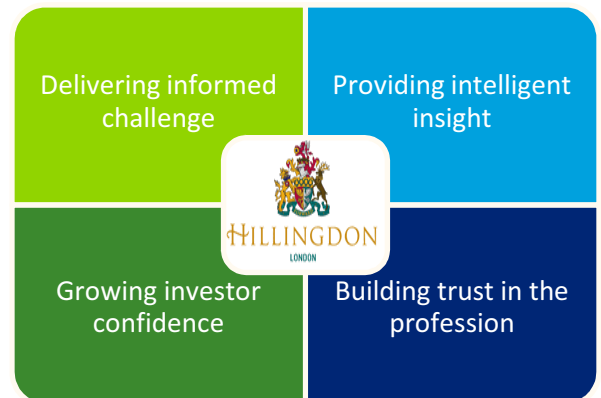 Delivering informed
challenge
Providing intelligent
insight
HILLINGDON
LONDON
Growing investor
confidence
Building trust in the
profession